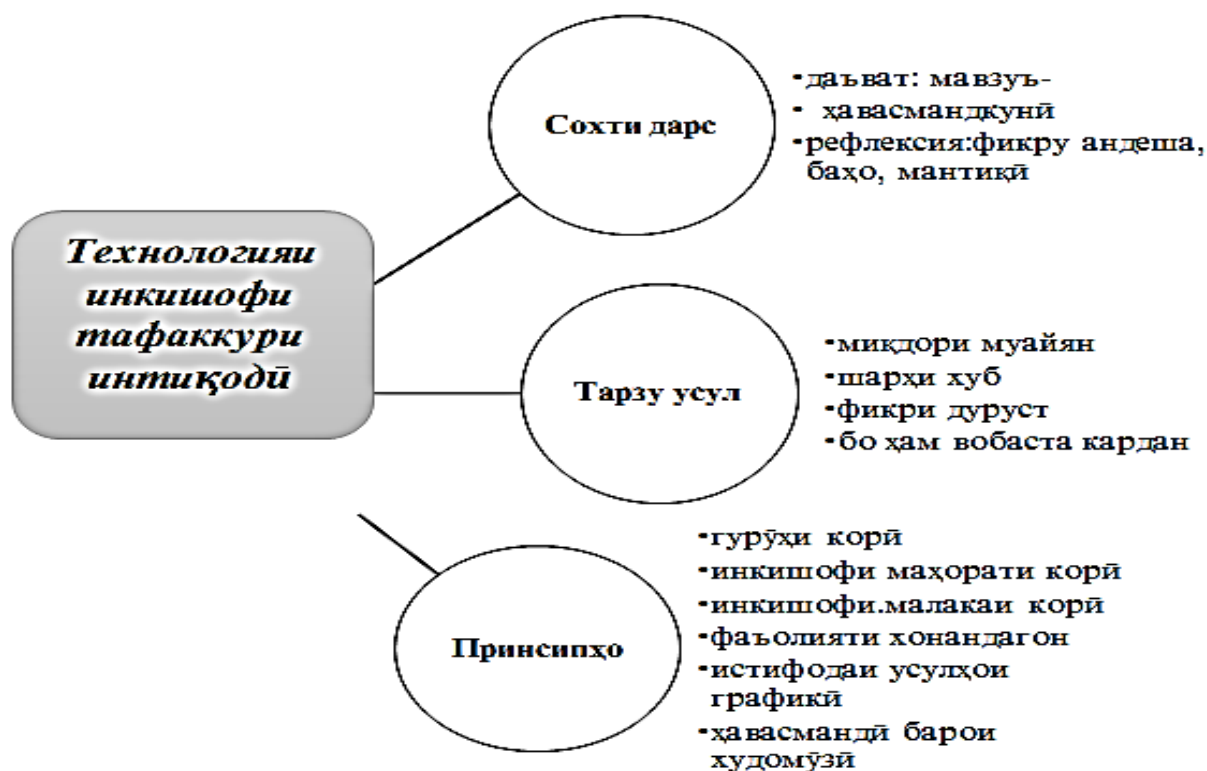 Технологияи
инкишофи
тафаккури
интиқодӣ
Сохти дарс
•даъват: мавзуъ-
• ҳавасмандкунӣ
•рефлексия:фикру андеша,
баҳо, мантиқӣ
Тарзу усул
•миқдори муайян
•шарҳи хуб
•фикри дуруст
•бо ҳам вобаста кардан
Принсипҳо
•гурӯҳи корӣ
•инкишофи маҳорати корӣ
•инкишофи.малакаи корӣ
•фаъолияти хонандагон
•истифодаи усулҳои
графикӣ
•ҳавасмандӣ барои
худомӯзӣ